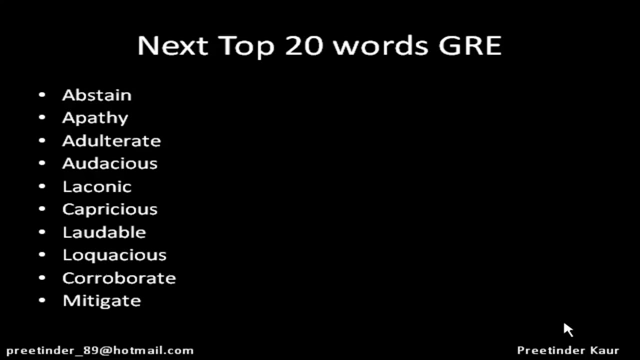 Next Top 20 words GRE
• Abstain
• Apathy
• Adulterate
• Audacious
• Laconic
• Capricious
• Laudable
• Loquacious
• Corroborate
• Mitigate
preetinder_89@hotmail.com
Preetinder Kaur